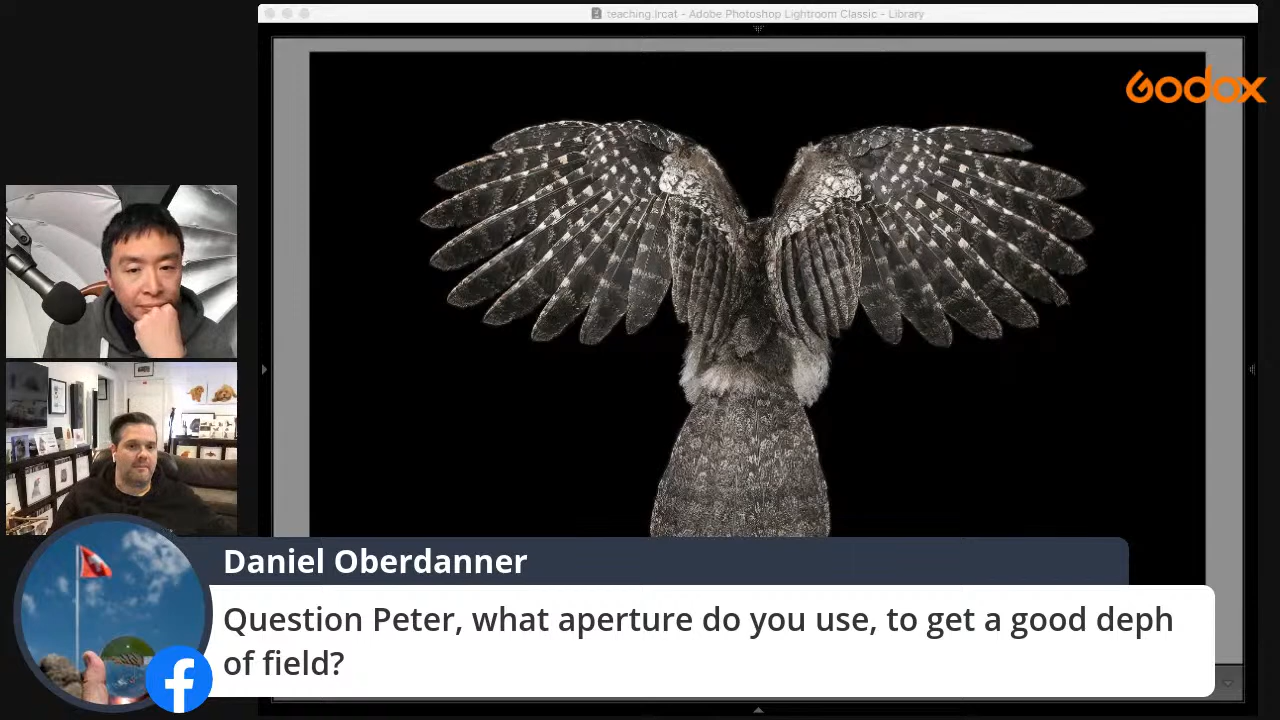 teaching.lrcat - Adobe Photoshop Lightroom Classic - Library
Godox
Daniel Oberdanner
Question Peter, what aperture do you use, to get a good deph
of field?